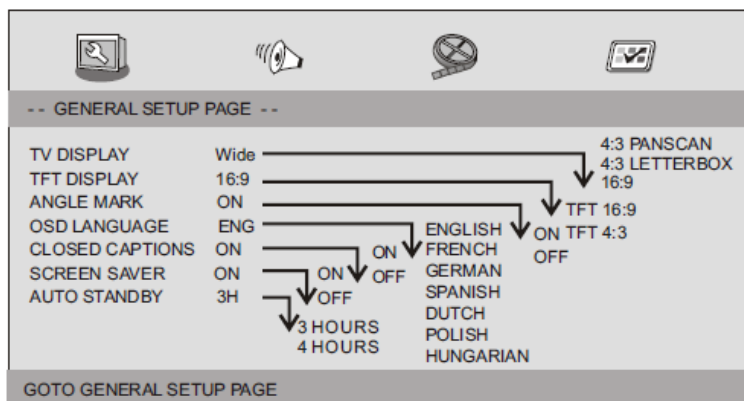 -- GENERAL SETUP PAGE --
TV DISPLAY Wide
TFT DISPLAY 16:9
ANGLE MARK ON
OSD LANGUAGE ENG
CLOSED CAPTIONS ON
SCREEN SAVER ON
AUTO STANDBY 3H
4:3 PANSCAN
4:3 LETTERBOX
16:9
TFT 16:9
TFT 4:3
ON
OFF
ENGLISH
FRENCH
GERMAN
SPANISH
DUTCH
POLISH
HUNGARIAN
ON
OFF
ON
OFF
3 HOURS
4 HOURS
GOTO GENERAL SETUP PAGE